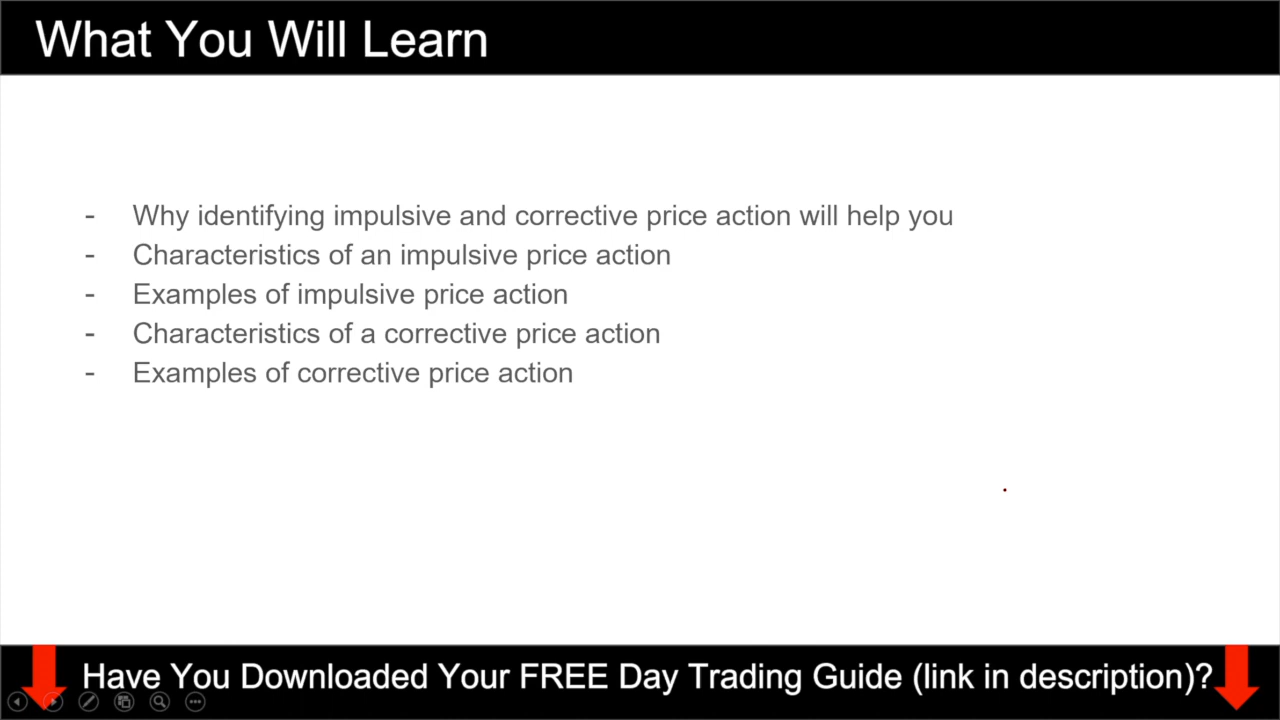 What You Will Learn
- Why identifying impulsive and corrective price action will help you
- Characteristics of an impulsive price action
- Examples of impulsive price action
- Characteristics of a corrective price action
- Examples of corrective price action
Have You Downloaded Your FREE Day Trading Guide (link in description)?